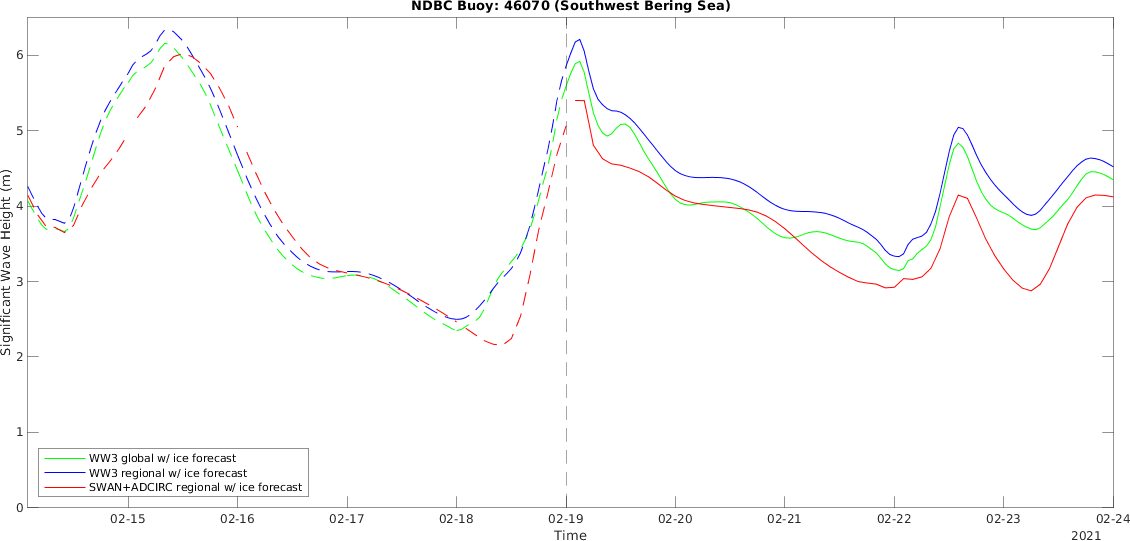 NDBC Buoy: 46070 (Southwest Bering Sea)
6
5
4
3
2
1
0
Significant Wave Height (m)
WW3 global w/ ice forecast
WW3 regional w/ ice forecast
SWAN+ADCIRC regional w/ ice forecast
02-15 02-16 02-17 02-18 02-19 02-20 02-21 02-22 02-23 02-24
Time
2021